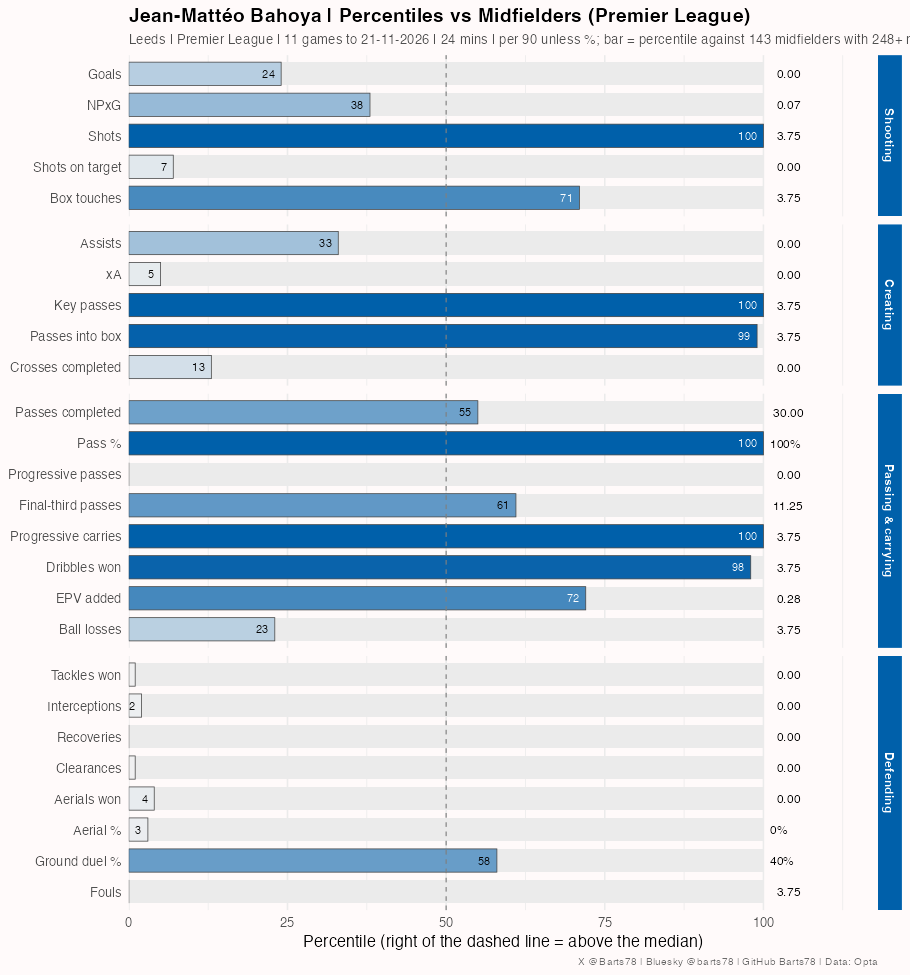 Jean-Mattéo Bahoya | Percentiles vs Midfielders (Premier League)
Leeds | Premier League | 11 games to 21-11-2026 | 24 mins | per 90 unless %; bar = percentile against 143 midfielders with 248+
Shooting
Goals 24 0.00
NPxG 38 0.07
Shots 100 3.75
Shots on target 7 0.00
Box touches 71 3.75
Creating
Assists 33 0.00
xA 5 0.00
Key passes 100 3.75
Passes into box 99 3.75
Crosses completed 13 0.00
Passing & carrying
Passes completed 55 30.00
Pass % 100 100%
Progressive passes 0.00
Final-third passes 61 11.25
Progressive carries 100 3.75
Dribbles won 98 3.75
EPV added 72 0.28
Ball losses 23 3.75
Defending
Tackles won 0.00
Interceptions 2 0.00
Recoveries 0.00
Clearances 0.00
Aerials won 4 0.00
Aerial % 3 0%
Ground duel % 58 40%
Fouls 3.75
0 25 50 75 100
Percentile (right of the dashed line = above the median)
X @Barts78 | Bluesky @barts78 | GitHub Barts78 | Data: Opta